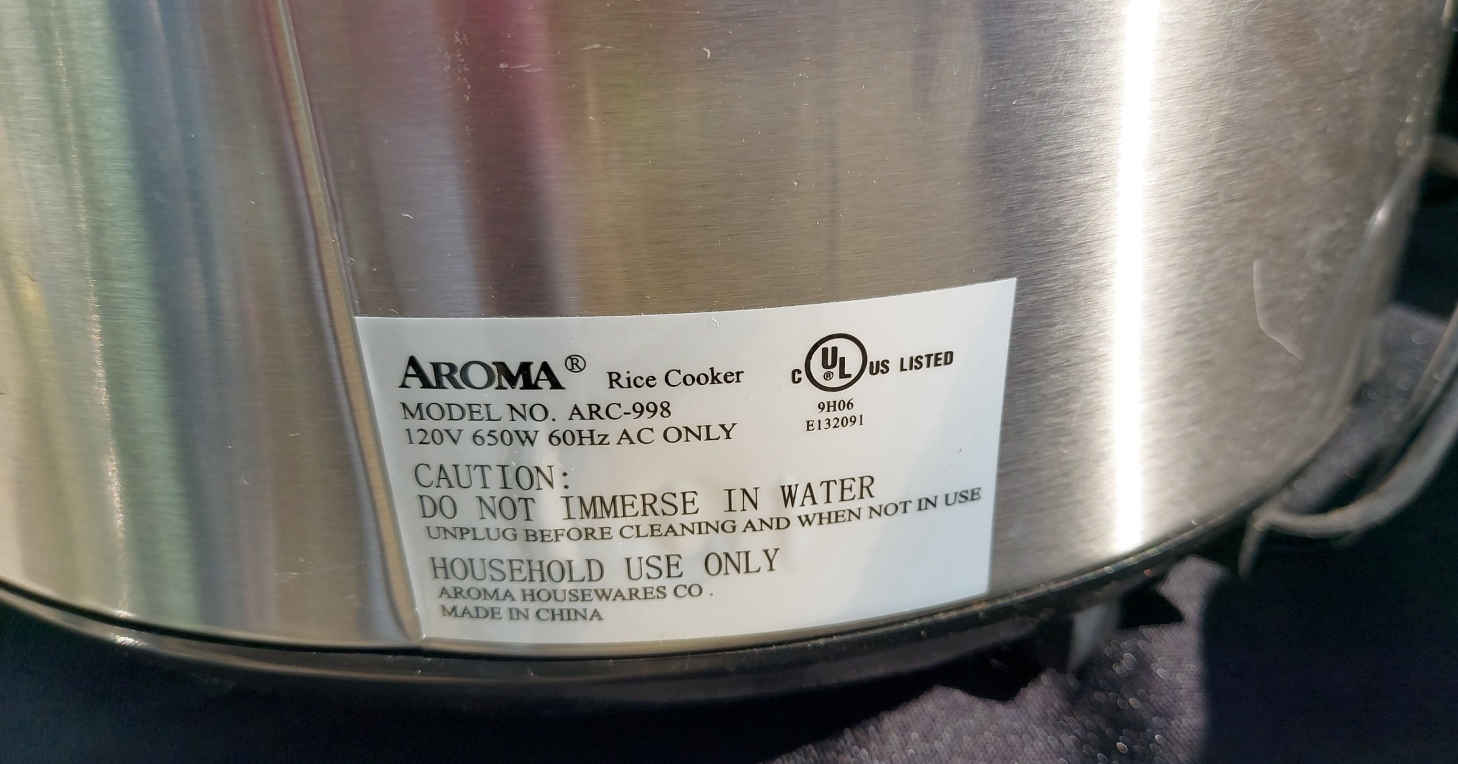 AROMA® Rice Cooker
C UL® US LISTED
MODEL NO. ARC-998
9H06
120V 650W 60Hz AC ONLY
E132091
CAUTION:
DO NOT IMMERSE IN WATER
UNPLUG BEFORE CLEANING AND WHEN NOT IN USE
HOUSEHOLD USE ONLY
AROMA HOUSEWARES CO .
MADE IN CHINA